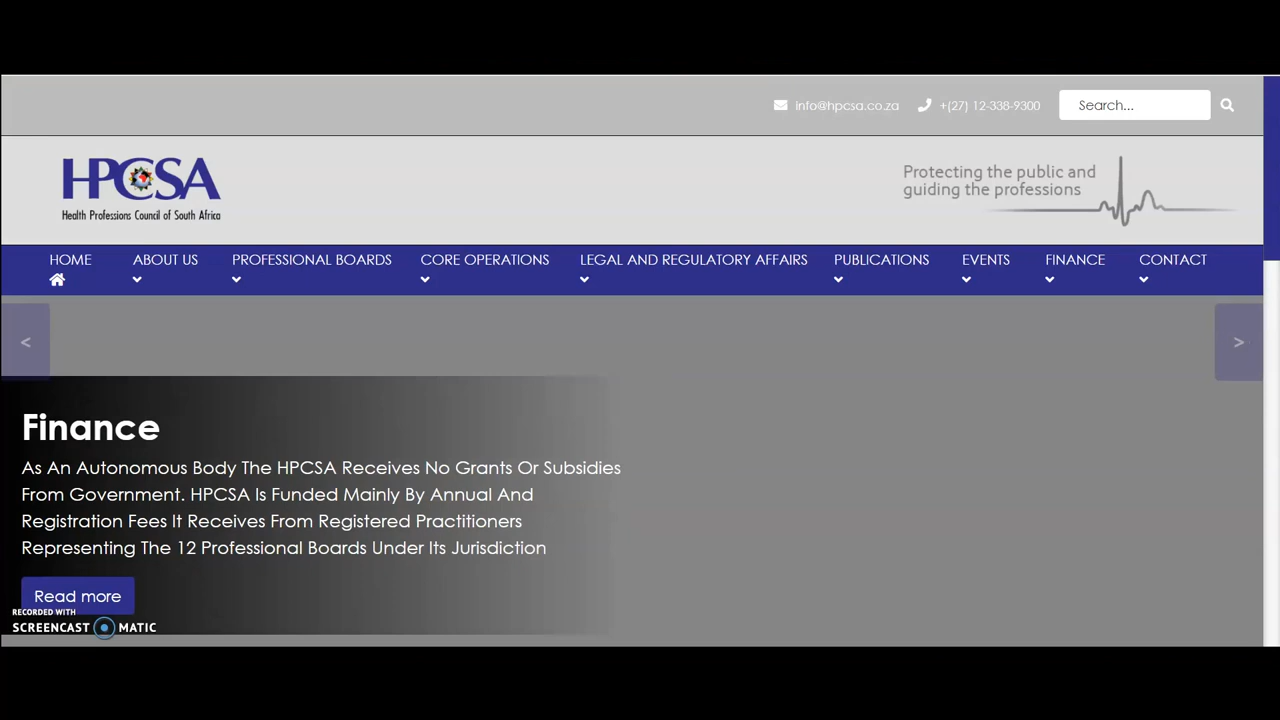 info@hpcsa.co.za +(27) 12-338-9300 Search...
HPCSA
Health Professions Council of South Africa
Protecting the public and
guiding the professions
HOME ABOUT US PROFESSIONAL BOARDS CORE OPERATIONS LEGAL AND REGULATORY AFFAIRS PUBLICATIONS EVENTS FINANCE CONTACT
< >
Finance
As An Autonomous Body The HPCSA Receives No Grants Or Subsidies
From Government. HPCSA Is Funded Mainly By Annual And
Registration Fees It Receives From Registered Practitioners
Representing The 12 Professional Boards Under Its Jurisdiction
Read more
RECORDED WITH
SCREENCAST MATIC